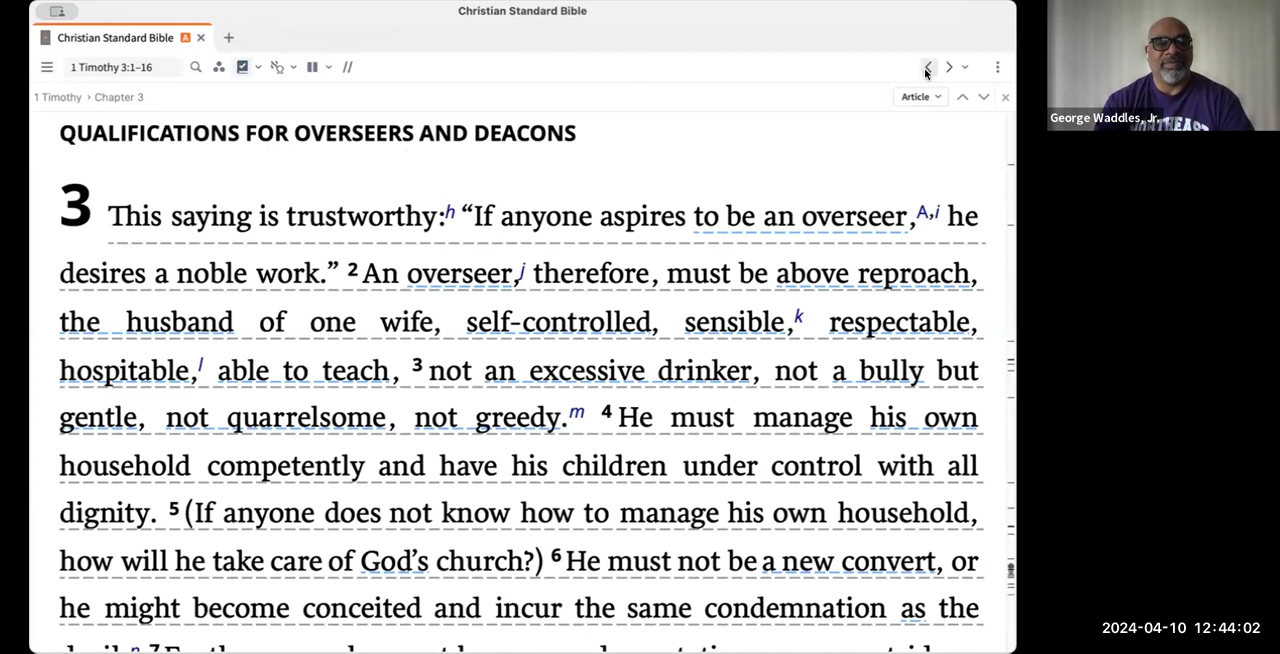 Christian Standard Bible
Christian Standard Bible A
1 Timothy 3:1–16
1 Timothy > Chapter 3
Article
QUALIFICATIONS FOR OVERSEERS AND DEACONS
3 This saying is trustworthy:h “If anyone aspires to be an overseer,A,i he
desires a noble work.” 2 An overseer,j therefore, must be above reproach,
the husband of one wife, self-controlled, sensible,k respectable,
hospitable,l able to teach, 3 not an excessive drinker, not a bully but
gentle, not quarrelsome, not greedy.m 4 He must manage his own
household competently and have his children under control with all
dignity. 5 (If anyone does not know how to manage his own household,
how will he take care of God’s church?) 6 He must not be a new convert, or
he might become conceited and incur the same condemnation as the
George Waddles, Jr.
NORTHEAST
2024-04-10 12:44:02